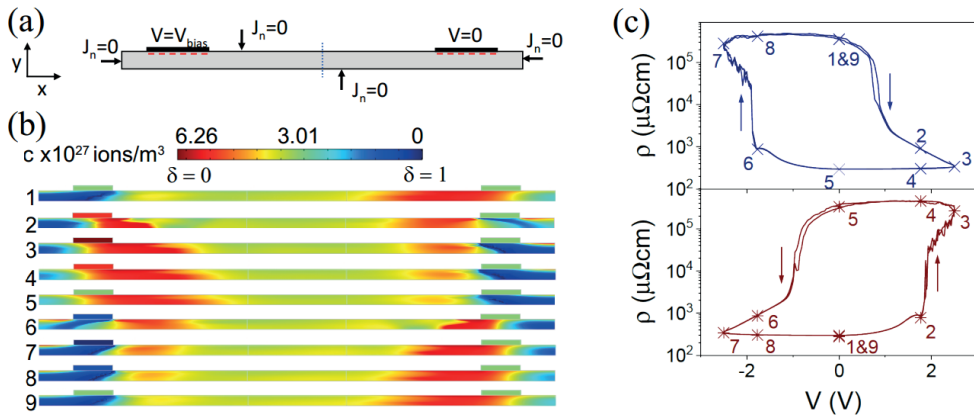 (a)
V=V_bias
J_n=0
V=0
J_n=0
J_n=0
J_n=0
y
x
(b)
6.26 3.01 0
c x10^27 ions/m^3
δ = 0 δ = 1
1
2
3
4
5
6
7
8
9
(c)
10^5
10^4
10^3
10^2
ρ (μΩcm)
7
8
1&9
2
3
6
5
4
10^5
10^4
10^3
10^2
ρ (μΩcm)
5
4
3
6
2
7
8
1&9
-2 0 2
V (V)